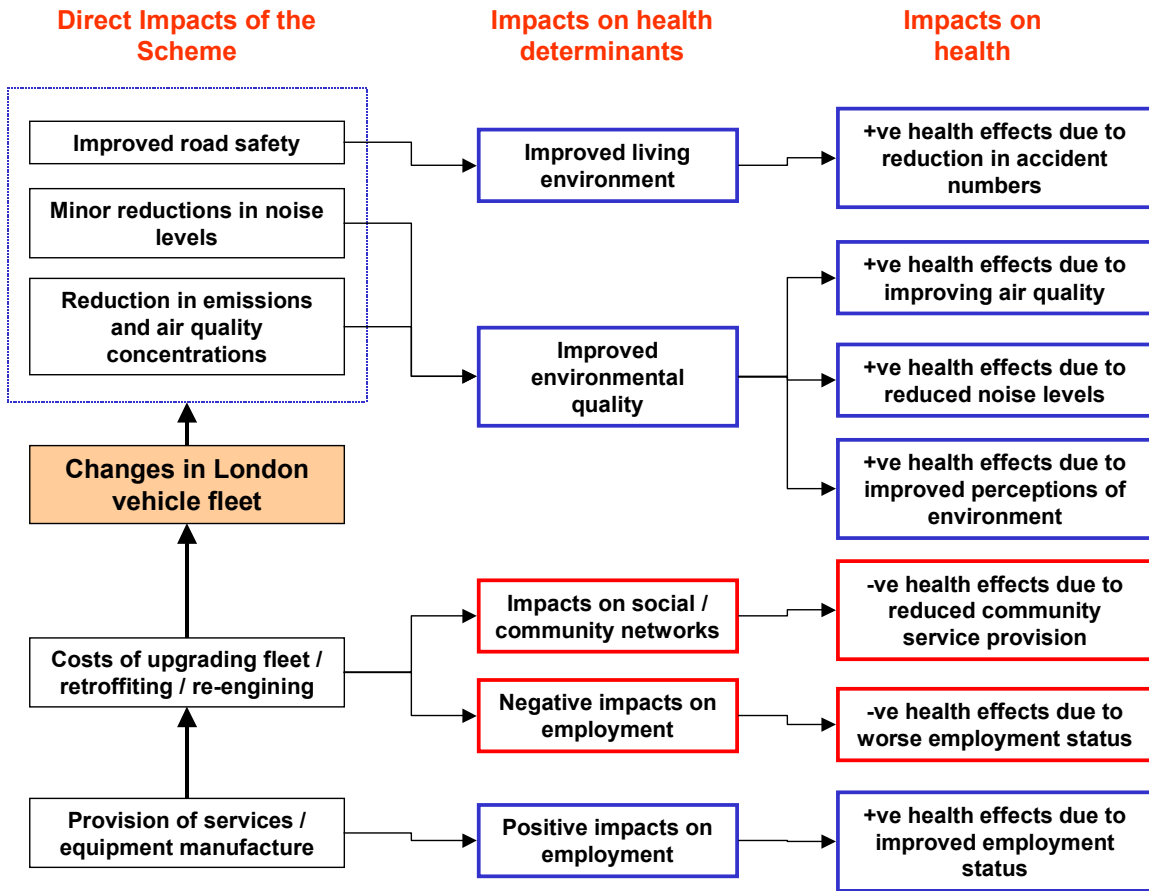 Direct Impacts of the
Scheme
Impacts on health
determinants
Impacts on
health
Improved road safety
Improved living
environment
+ve health effects due to
reduction in accident
numbers
Minor reductions in noise
levels
Reduction in emissions
and air quality
concentrations
Improved
environmental
quality
+ve health effects due to
improving air quality
+ve health effects due to
reduced noise levels
+ve health effects due to
improved perceptions of
environment
Changes in London
vehicle fleet
Costs of upgrading fleet /
retroffiting / re-engining
Impacts on social /
community networks
-ve health effects due to
reduced community
service provision
Negative impacts on
employment
-ve health effects due to
worse employment status
Provision of services /
equipment manufacture
Positive impacts on
employment
+ve health effects due to
improved employment
status